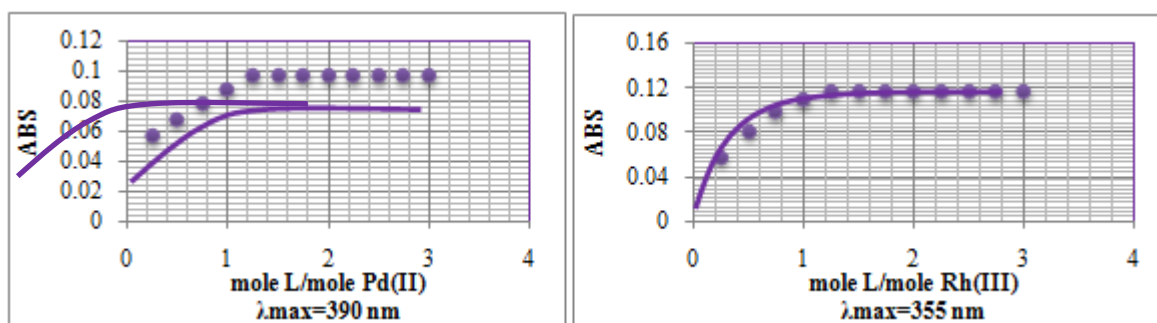 0.12
0.1
0.08
0.06
0.04
0.02
0
ABS
0 1 2 3 4
mole L/mole Pd(II)
λmax=390 nm
0.16
0.12
0.08
0.04
0
ABS
0 1 2 3 4
mole L/mole Rh(III)
λmax=355 nm